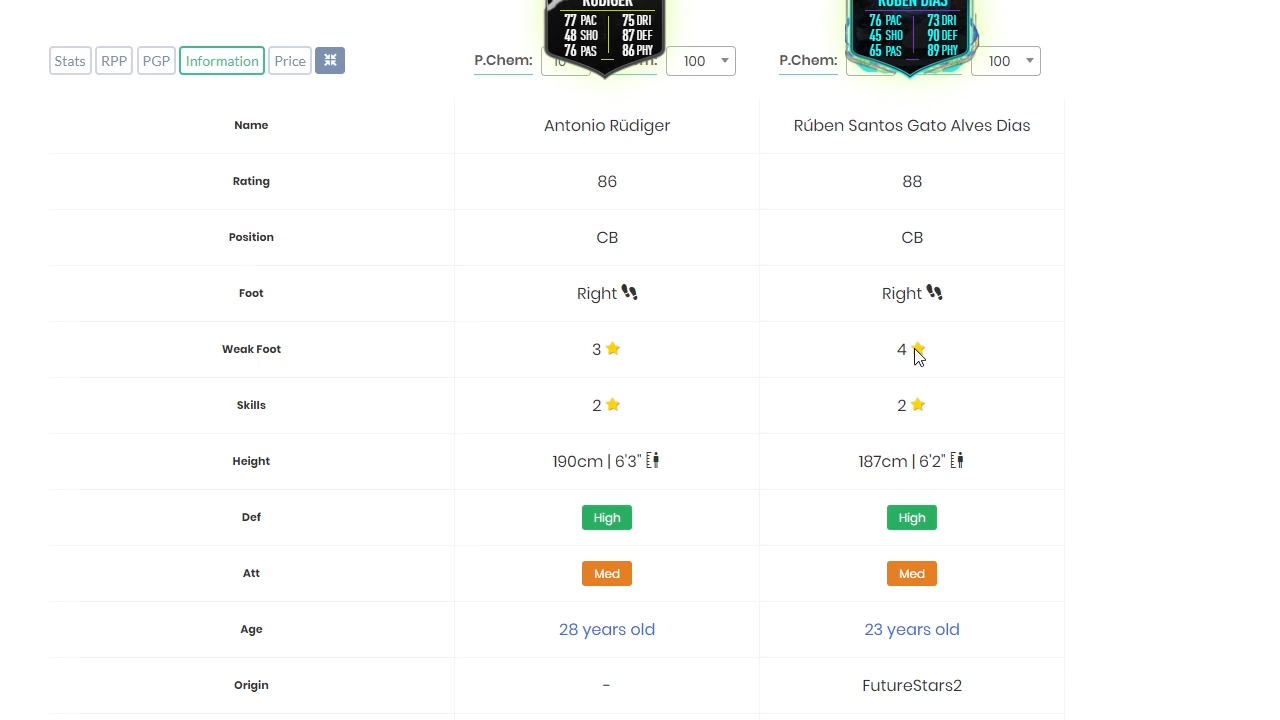 RÜDIGER
RÚBEN DIAS
77 PAC 75 DRI
48 SHO 87 DEF
76 PAS 86 PHY
76 PAC 73 DRI
45 SHO 90 DEF
65 PAS 89 PHY
Stats RPP PGP Information Price
P.Chem: 100
P.Chem: 100
Name Antonio Rüdiger Rúben Santos Gato Alves Dias
Rating 86 88
Position CB CB
Foot Right Right
Weak Foot 3 4
Skills 2 2
Height 190cm | 6'3" 187cm | 6'2"
Def High High
Att Med Med
Age 28 years old 23 years old
Origin - FutureStars2